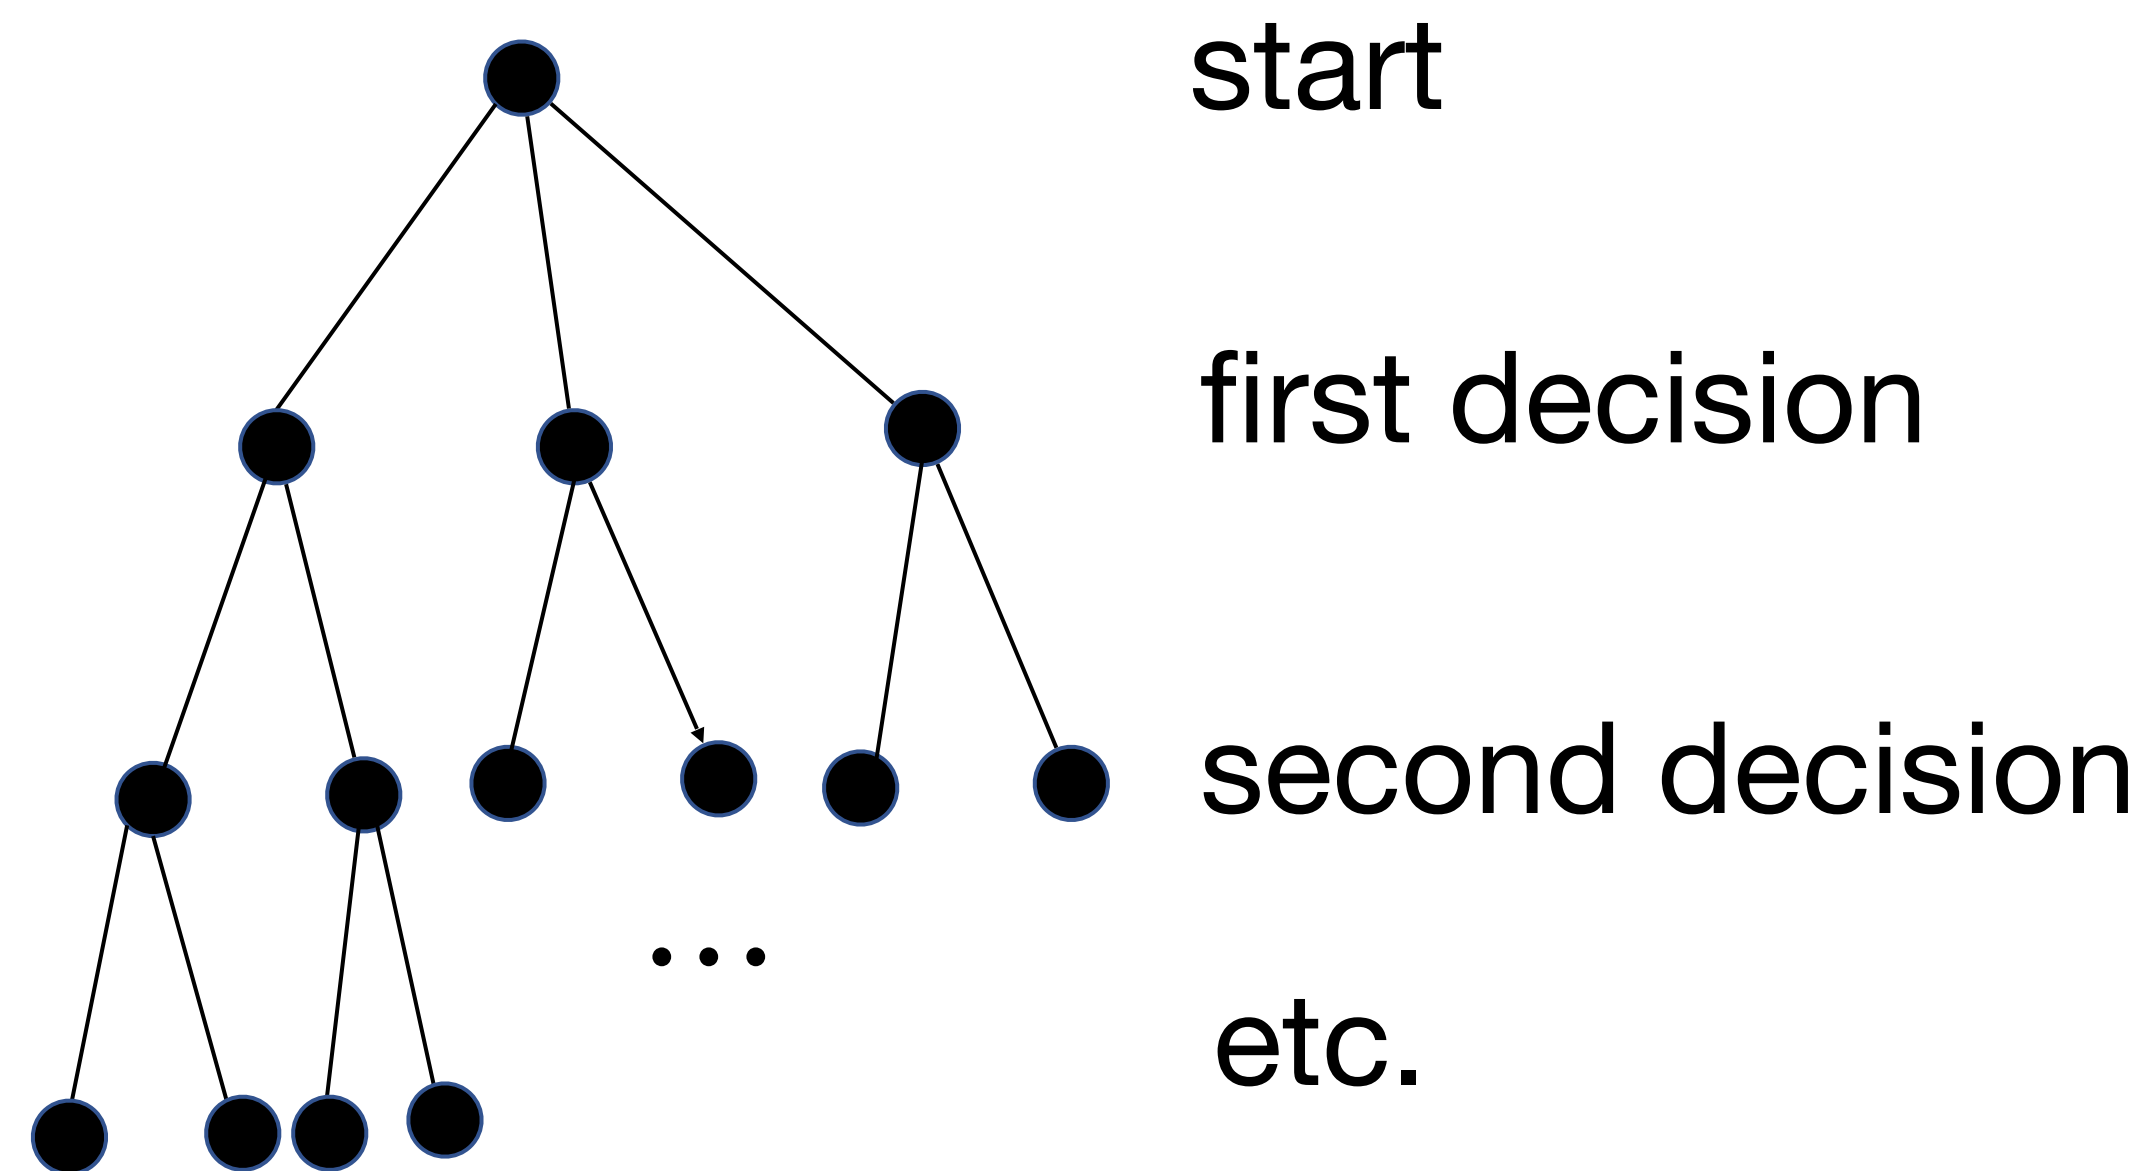 start
first decision
second decision
...
etc.